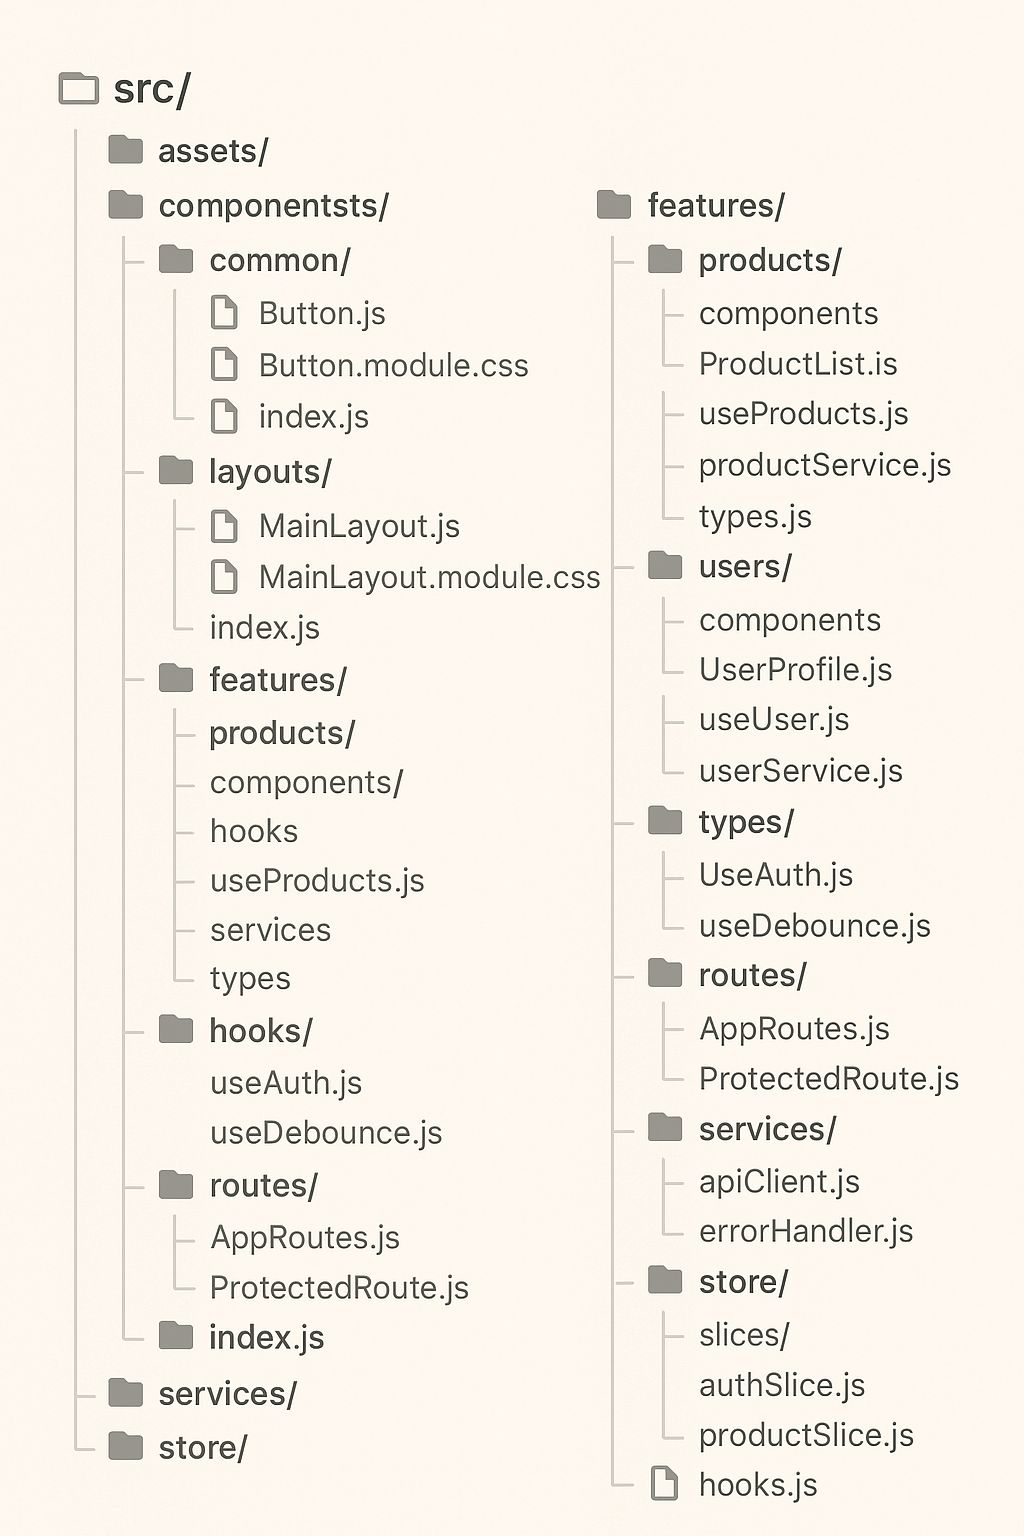 src/
assets/
componentsts/
common/
Button.js
Button.module.css
index.js
layouts/
MainLayout.js
MainLayout.module.css
index.js
features/
products/
components/
hooks
useProducts.js
services
types
hooks/
useAuth.js
useDebounce.js
routes/
AppRoutes.js
ProtectedRoute.js
index.js
services/
store/
features/
products/
components
ProductList.is
useProducts.js
productService.js
types.js
users/
components
UserProfile.js
useUser.js
userService.js
types/
UseAuth.js
useDebounce.js
routes/
AppRoutes.js
ProtectedRoute.js
services/
apiClient.js
errorHandler.js
store/
slices/
authSlice.js
productSlice.js
hooks.js